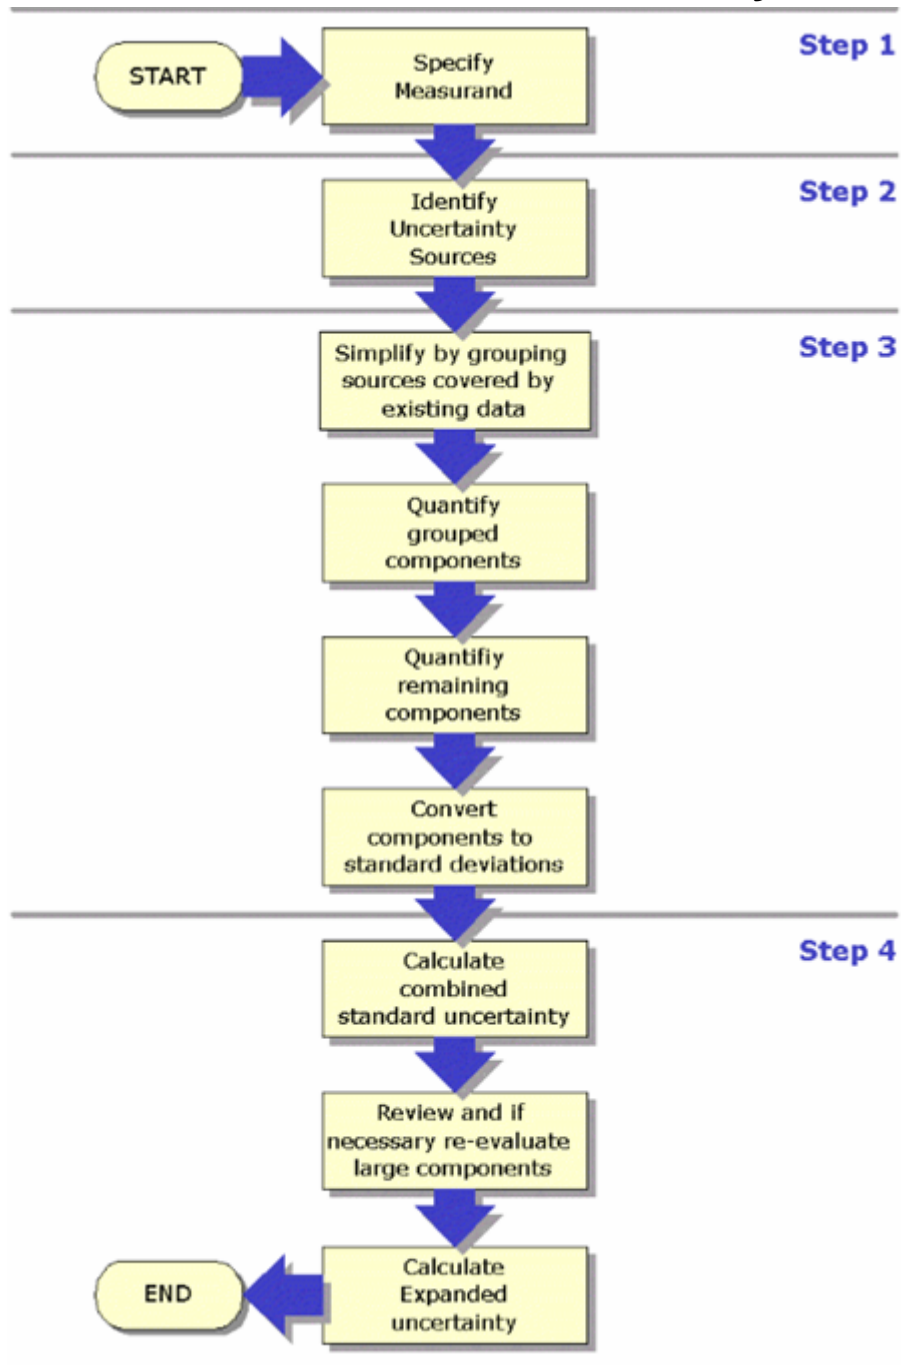 Step 1
START
Specify
Measurand
Step 2
Identify
Uncertainty
Sources
Step 3
Simplify by grouping
sources covered by
existing data
Quantify
grouped
components
Quantifiy
remaining
components
Convert
components to
standard deviations
Step 4
Calculate
combined
standard uncertainty
Review and if
necessary re-evaluate
large components
Calculate
Expanded
uncertainty
END